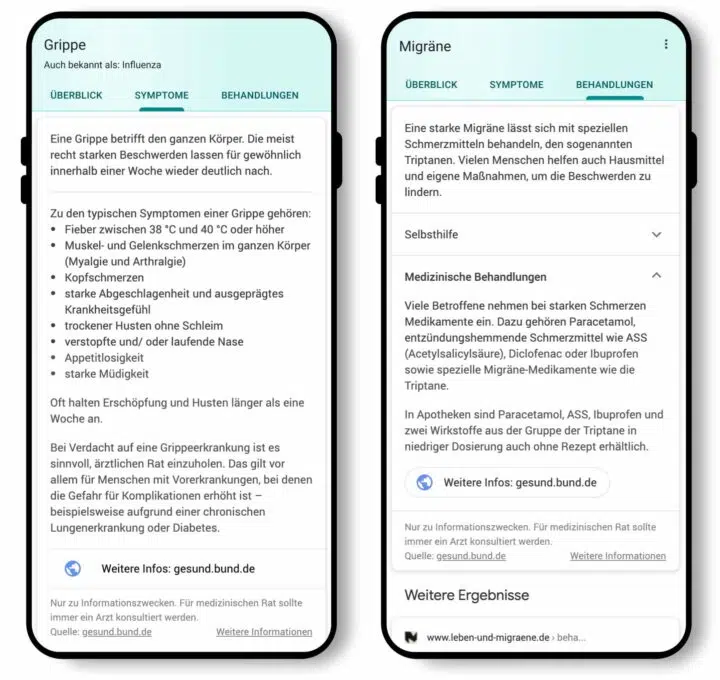 Grippe
Auch bekannt als: Influenza
ÜBERBLICK SYMPTOME BEHANDLUNGEN
Eine Grippe betrifft den ganzen Körper. Die meist
recht starken Beschwerden lassen für gewöhnlich
innerhalb einer Woche wieder deutlich nach.
Zu den typischen Symptomen einer Grippe gehören:
• Fieber zwischen 38 °C und 40 °C oder höher
• Muskel- und Gelenkschmerzen im ganzen Körper
(Myalgie und Arthralgie)
• Kopfschmerzen
• starke Abgeschlagenheit und ausgeprägtes
Krankheitsgefühl
• trockener Husten ohne Schleim
• verstopfte und/ oder laufende Nase
• Appetitlosigkeit
• starke Müdigkeit
Oft halten Erschöpfung und Husten länger als eine
Woche an.
Bei Verdacht auf eine Grippeerkrankung ist es
sinnvoll, ärztlichen Rat einzuholen. Das gilt vor
allem für Menschen mit Vorerkrankungen, bei denen
die Gefahr für Komplikationen erhöht ist –
beispielsweise aufgrund einer chronischen
Lungenerkrankung oder Diabetes.
Weitere Infos: gesund.bund.de
Nur zu Informationszwecken. Für medizinischen Rat sollte
immer ein Arzt konsultiert werden.
Quelle: gesund.bund.de Weitere Informationen
Migräne
ÜBERBLICK SYMPTOME BEHANDLUNGEN
Eine starke Migräne lässt sich mit speziellen
Schmerzmitteln behandeln, den sogenannten
Triptanen. Vielen Menschen helfen auch Hausmittel
und eigene Maßnahmen, um die Beschwerden zu
lindern.
Selbsthilfe
Medizinische Behandlungen
Viele Betroffene nehmen bei starken Schmerzen
Medikamente ein. Dazu gehören Paracetamol,
entzündungshemmende Schmerzmittel wie ASS
(Acetylsalicylsäure), Diclofenac oder Ibuprofen
sowie spezielle Migräne-Medikamente wie die
Triptane.
In Apotheken sind Paracetamol, ASS, Ibuprofen und
zwei Wirkstoffe aus der Gruppe der Triptane in
niedriger Dosierung auch ohne Rezept erhältlich.
Weitere Infos: gesund.bund.de
Nur zu Informationszwecken. Für medizinischen Rat sollte
immer ein Arzt konsultiert werden.
Quelle: gesund.bund.de Weitere Informationen
Weitere Ergebnisse
www.leben-und-migraene.de › beha...